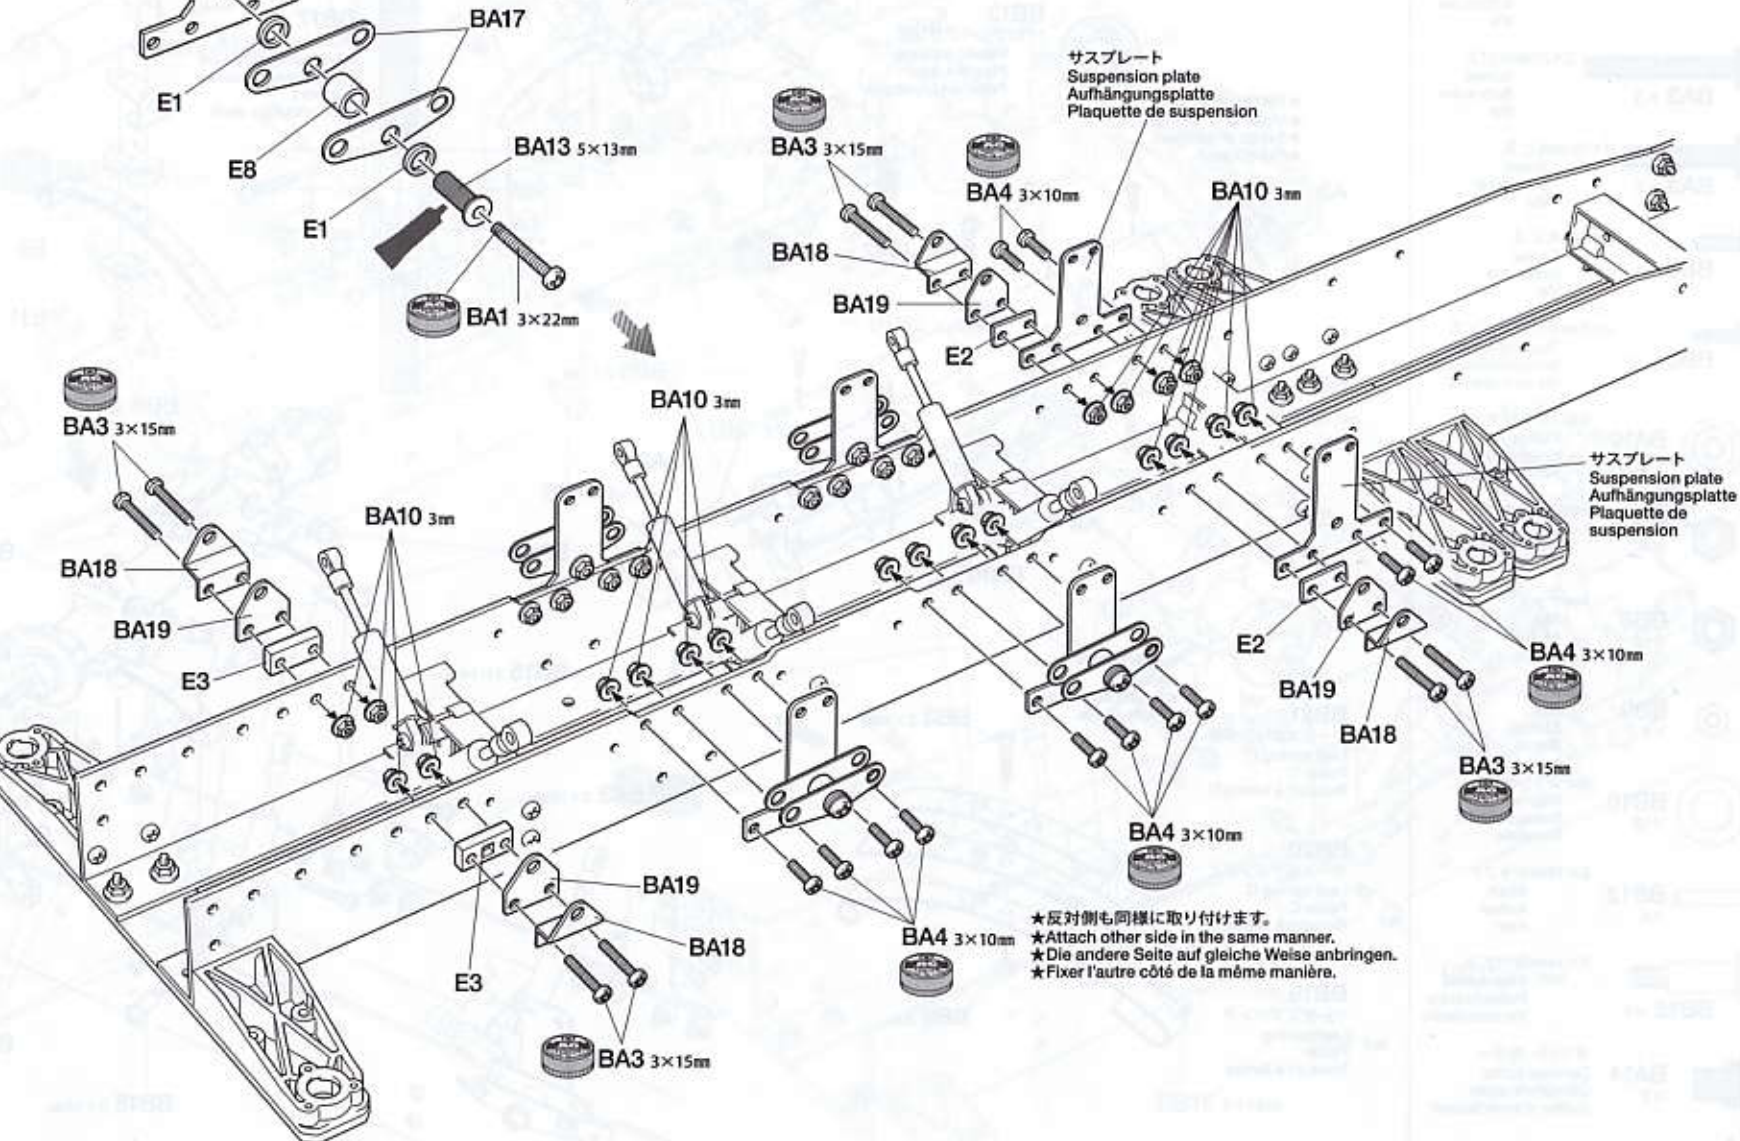 BA17
E1
E8
BA13 5×13mm
E1
BA1 3×22mm
サスプレート
Suspension plate
Aufhängungsplatte
Plaquette de suspension
BA3 3×15mm
BA4 3×10mm
BA10 3mm
BA18
BA19
E2
BA3 3×15mm
BA10 3mm
BA10 3mm
BA18
BA19
E3
サスプレート
Suspension plate
Aufhängungsplatte
Plaquette de
suspension
E2
BA19
BA18
BA4 3×10mm
BA3 3×15mm
BA4 3×10mm
BA19
BA18
E3
BA4 3×10mm
BA3 3×15mm
★反対側も同様に取り付けます。
★Attach other side in the same manner.
★Die andere Seite auf gleiche Weise anbringen.
★Fixer l'autre côté de la même manière.